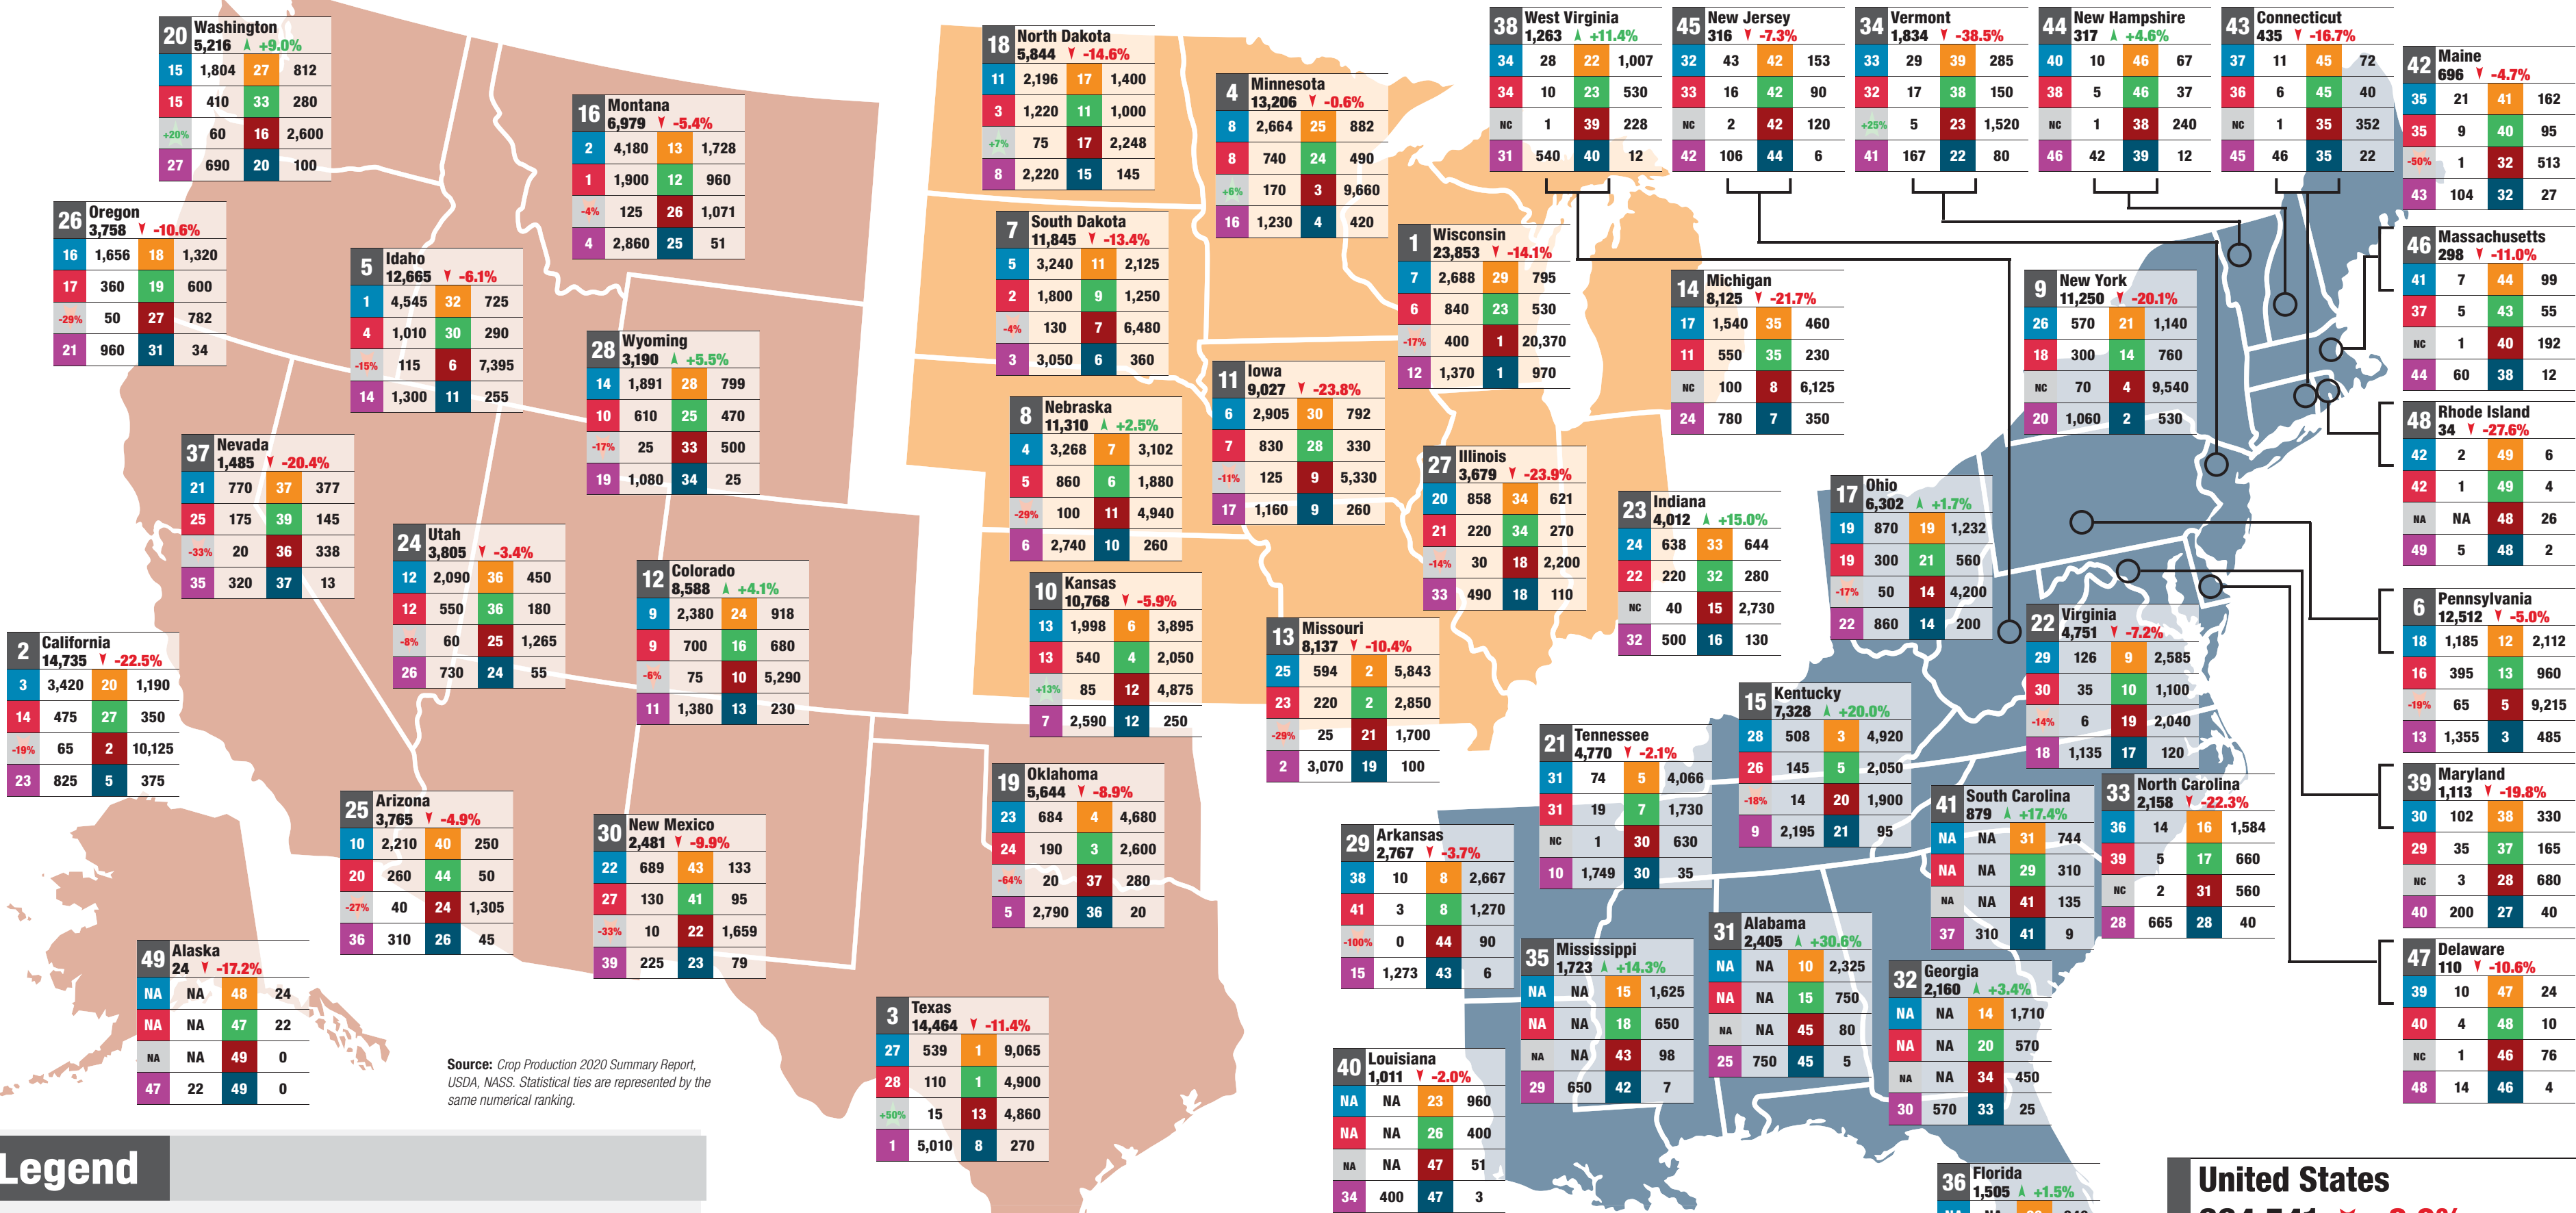 20 Washington
5,216 +9.0%
15 1,804 27 812
15 410 33 280
+20% 60 16 2,600
27 690 20 100
26 Oregon
3,758 -10.6%
16 1,656 18 1,320
17 360 19 600
-29% 50 27 782
21 960 31 34
16 Montana
6,979 -5.4%
2 4,180 13 1,728
1 1,900 12 960
-4% 125 26 1,071
4 2,860 25 51
5 Idaho
12,665 -6.1%
1 4,545 32 725
4 1,010 30 290
-15% 115 6 7,395
14 1,300 11 255
28 Wyoming
3,190 +5.5%
14 1,891 28 799
10 610 25 470
-17% 25 33 500
19 1,080 34 25
37 Nevada
1,485 -20.4%
21 770 37 377
25 175 39 145
-33% 20 36 338
35 320 37 13
24 Utah
3,805 -3.4%
12 2,090 36 450
12 550 36 180
-8% 60 25 1,265
26 730 24 55
12 Colorado
8,588 +4.1%
9 2,380 24 918
9 700 16 680
-6% 75 10 5,290
11 1,380 13 230
2 California
14,735 -22.5%
3 3,420 20 1,190
14 475 27 350
-19% 65 2 10,125
23 825 5 375
25 Arizona
3,765 -4.9%
10 2,210 40 250
20 260 44 50
-27% 40 24 1,305
36 310 26 45
30 New Mexico
2,481 -9.9%
22 689 43 133
27 130 41 95
-33% 10 22 1,659
39 225 23 79
49 Alaska
24 -17.2%
NA NA 48 24
NA NA 47 22
NA NA 49 0
47 22 49 0
Source: Crop Production 2020 Summary Report,
USDA, NASS. Statistical ties are represented by the
same numerical ranking.
Legend
18 North Dakota
5,844 -14.6%
11 2,196 17 1,400
3 1,220 11 1,000
+7% 75 17 2,248
8 2,220 15 145
4 Minnesota
13,206 -0.6%
8 2,664 25 882
8 740 24 490
+6% 170 3 9,660
16 1,230 4 420
7 South Dakota
11,845 -13.4%
5 3,240 11 2,125
2 1,800 9 1,250
-4% 130 7 6,480
3 3,050 6 360
1 Wisconsin
23,853 -14.1%
7 2,688 29 795
6 840 23 530
-17% 400 1 20,370
12 1,370 1 970
14 Michigan
8,125 -21.7%
17 1,540 35 460
11 550 35 230
NC 100 8 6,125
24 780 7 350
8 Nebraska
11,310 +2.5%
4 3,268 7 3,102
5 860 6 1,880
-29% 100 11 4,940
6 2,740 10 260
11 Iowa
9,027 -23.8%
6 2,905 30 792
7 830 28 330
-11% 125 9 5,330
17 1,160 9 260
27 Illinois
3,679 -23.9%
20 858 34 621
21 220 34 270
-14% 30 18 2,200
33 490 18 110
23 Indiana
4,012 +15.0%
24 638 33 644
22 220 32 280
NC 40 15 2,730
32 500 16 130
17 Ohio
6,302 +1.7%
19 870 19 1,232
19 300 21 560
-17% 50 14 4,200
22 860 14 200
10 Kansas
10,768 -5.9%
13 1,998 6 3,895
13 540 4 2,050
+13% 85 12 4,875
7 2,590 12 250
13 Missouri
8,137 -10.4%
25 594 2 5,843
23 220 2 2,850
-29% 25 21 1,700
2 3,070 19 100
19 Oklahoma
5,644 -8.9%
23 684 4 4,680
24 190 3 2,600
-64% 20 37 280
5 2,790 36 20
3 Texas
14,464 -11.4%
27 539 1 9,065
28 110 1 4,900
+50% 15 13 4,860
1 5,010 8 270
29 Arkansas
2,767 -3.7%
38 10 8 2,667
41 3 8 1,270
-100% 0 44 90
15 1,273 43 6
40 Louisiana
1,011 -2.0%
NA NA 23 960
NA NA 26 400
NA NA 47 51
34 400 47 3
21 Tennessee
4,770 -2.1%
31 74 5 4,066
31 19 7 1,730
NC 1 30 630
10 1,749 30 35
15 Kentucky
7,328 +20.0%
28 508 3 4,920
26 145 5 2,050
-18% 14 20 1,900
9 2,195 21 95
35 Mississippi
1,723 +14.3%
NA NA 15 1,625
NA NA 18 650
NA NA 43 98
29 650 42 7
31 Alabama
2,405 +30.6%
NA NA 10 2,325
NA NA 15 750
NA NA 45 80
25 750 45 5
32 Georgia
2,160 +3.4%
NA NA 14 1,710
NA NA 20 570
NA NA 34 450
30 570 33 25
41 South Carolina
879 +17.4%
NA NA 31 744
NA NA 29 310
NA NA 41 135
37 310 41 9
33 North Carolina
2,158 -22.3%
36 14 16 1,584
39 5 17 660
NC 2 31 560
28 665 28 40
22 Virginia
4,751 -7.2%
29 126 9 2,585
30 35 10 1,100
-14% 6 19 2,040
18 1,135 17 120
36 Florida
1,505 +1.5%
38 West Virginia
1,263 +11.4%
34 28 22 1,007
34 10 23 530
NC 1 39 228
31 540 40 12
45 New Jersey
316 -7.3%
32 43 42 153
33 16 42 90
NC 2 42 120
42 106 44 6
34 Vermont
1,834 -38.5%
33 29 39 285
32 17 38 150
+25% 5 23 1,520
41 167 22 80
44 New Hampshire
317 +4.6%
40 10 46 67
38 5 46 37
NC 1 38 240
46 42 39 12
43 Connecticut
435 -16.7%
37 11 45 72
36 6 45 40
NC 1 35 352
45 46 35 22
42 Maine
696 -4.7%
35 21 41 162
35 9 40 95
-50% 1 32 513
43 104 32 27
9 New York
11,250 -20.1%
26 570 21 1,140
18 300 14 760
NC 70 4 9,540
20 1,060 2 530
46 Massachusetts
298 -11.0%
41 7 44 99
37 5 43 55
NC 1 40 192
44 60 38 12
48 Rhode Island
34 -27.6%
42 2 49 6
42 1 49 4
NA NA 48 26
49 5 48 2
6 Pennsylvania
12,512 -5.0%
18 1,185 12 2,112
16 395 13 960
-19% 65 5 9,215
13 1,355 3 485
39 Maryland
1,113 -19.8%
30 102 38 330
29 35 37 165
NC 3 28 680
40 200 27 40
47 Delaware
110 -10.6%
39 10 47 24
40 4 48 10
NC 1 46 76
48 14 46 4
United States